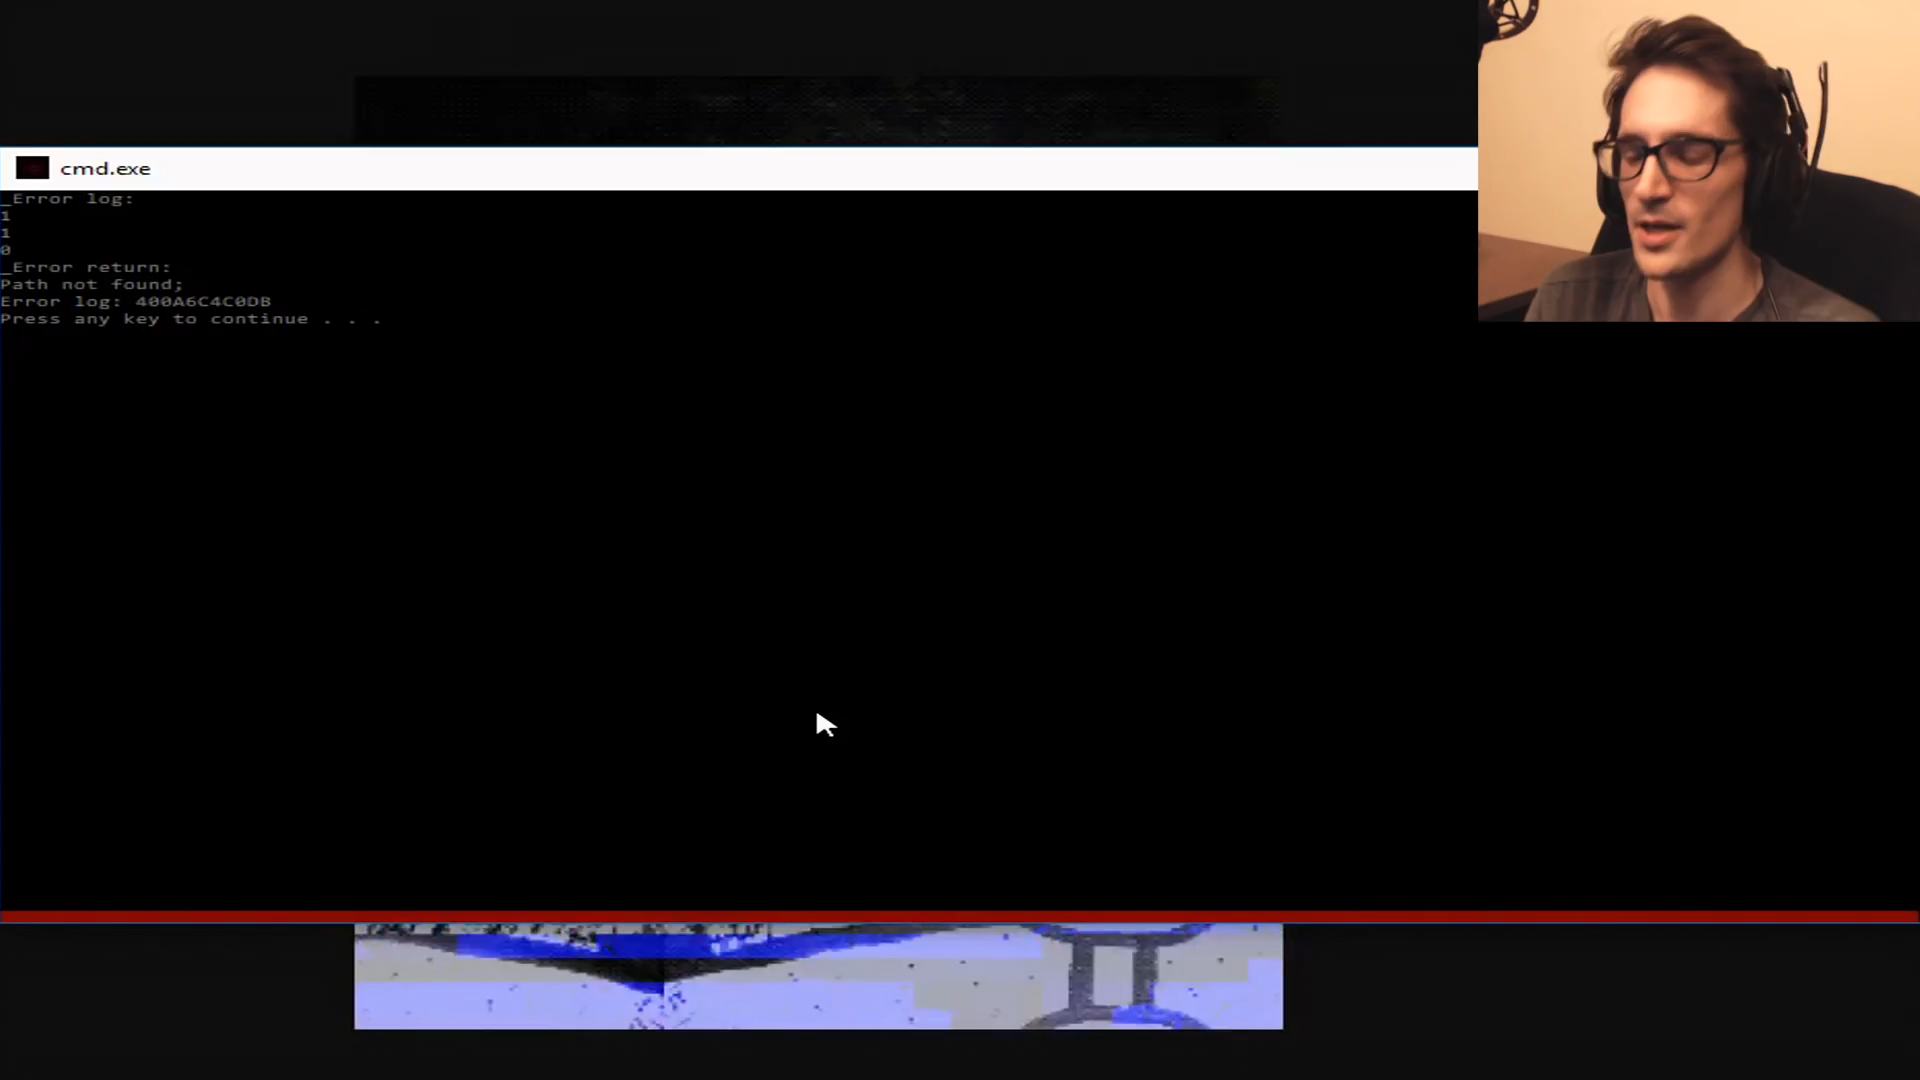 cmd.exe
_Error log:
1
1
0
_Error return:
Path not found;
Error log: 400A6C4C0DB
Press any key to continue . . .